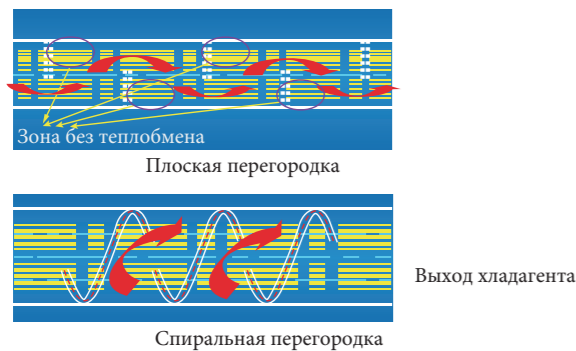 Зона без теплобмена
Плоская перегородка
Выход хладагента
Спиральная перегородка